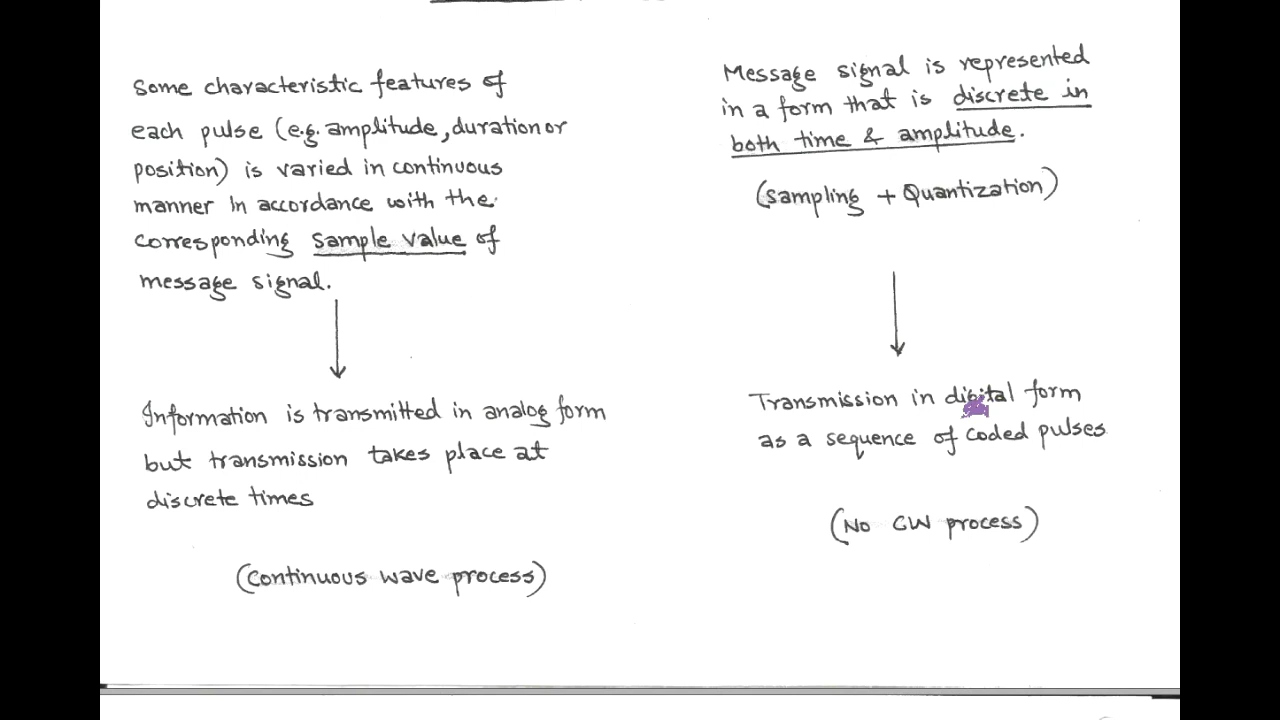 Some characteristic features of
each pulse (e.g. amplitude, duration or
position) is varied in continuous
manner in accordance with the
corresponding sample value of
message signal.
Information is transmitted in analog form
but transmission takes place at
discrete times
(continuous wave process)
Message signal is represented
in a form that is discrete in
both time & amplitude.
(sampling + Quantization)
Transmission in digital form
as a sequence of coded pulses
(No CW process)